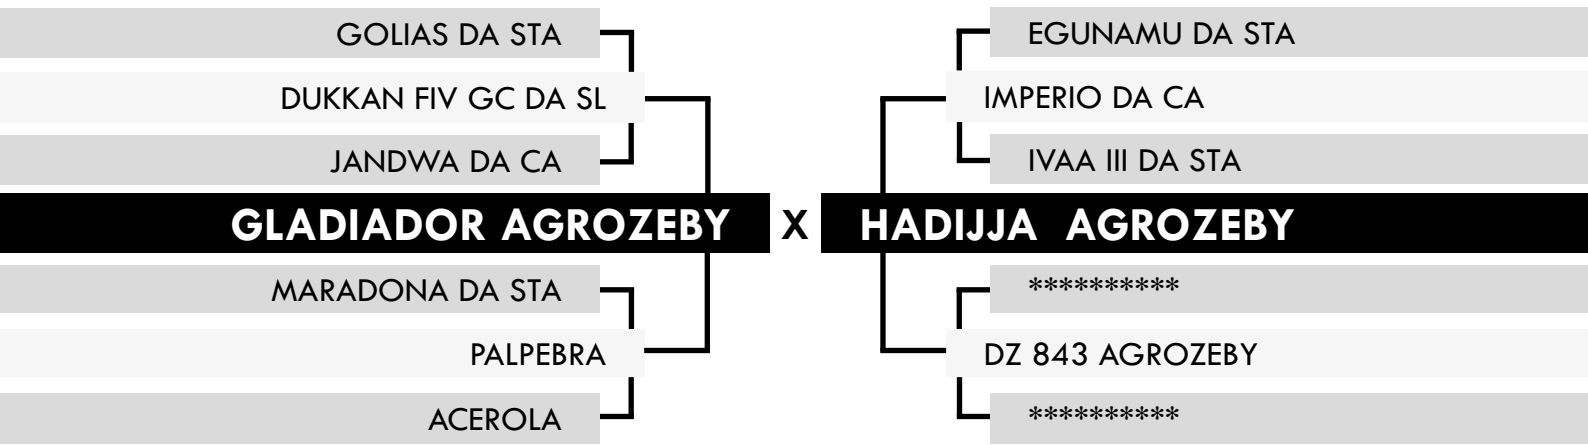 GOLIAS DA STA
EGUNAMU DA STA
DUKKAN FIV GC DA SL
IMPERIO DA CA
JANDWA DA CA
IVAA III DA STA
GLADIADOR AGROZEBY X HADIJJA AGROZEBY
MARADONA DA STA
**********
PALPEBRA
DZ 843 AGROZEBY
ACEROLA
**********